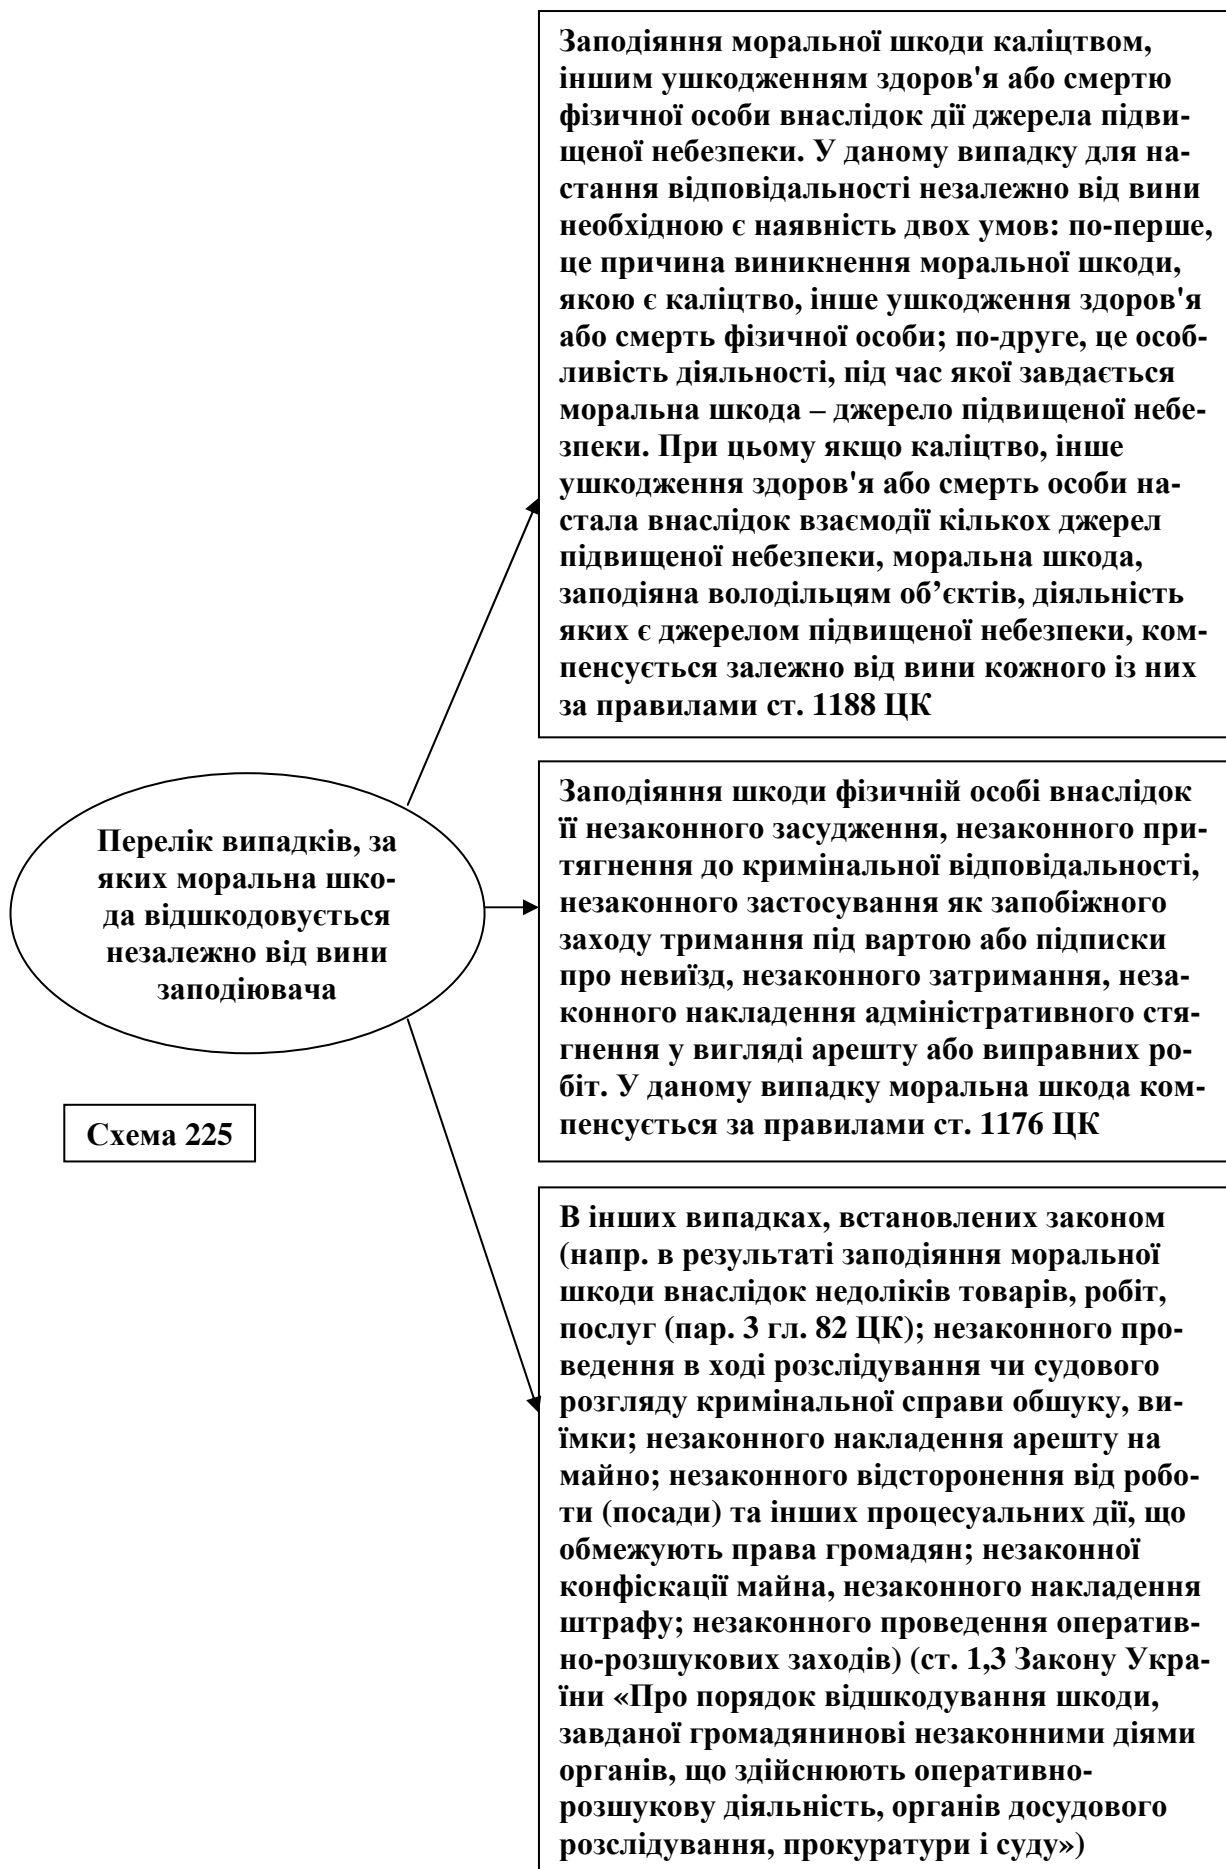 Заподіяння моральної шкоди каліцтвом,
іншим ушкодженням здоров'я або смертю
фізичної особи внаслідок дії джерела підви-
щеної небезпеки. У даному випадку для на-
стання відповідальності незалежно від вини
необхідною є наявність двох умов: по-перше,
це причина виникнення моральної шкоди,
якою є каліцтво, інше ушкодження здоров'я
або смерть фізичної особи; по-друге, це особ-
ливість діяльності, під час якої завдається
моральна шкода – джерело підвищеної небе-
зпеки. При цьому якщо каліцтво, інше
ушкодження здоров'я або смерть особи на-
стала внаслідок взаємодії кількох джерел
підвищеної небезпеки, моральна шкода,
заподіяна володільцям об’єктів, діяльність
яких є джерелом підвищеної небезпеки, ком-
пенсується залежно від вини кожного із них
за правилами ст. 1188 ЦК
Перелік випадків, за
яких моральна шко-
да відшкодовується
незалежно від вини
заподіювача
Заподіяння шкоди фізичній особі внаслідок
її незаконного засудження, незаконного при-
тягнення до кримінальної відповідальності,
незаконного застосування як запобіжного
заходу тримання під вартою або підписки
про невиїзд, незаконного затримання, неза-
конного накладення адміністративного стя-
гнення у вигляді арешту або виправних ро-
біт. У даному випадку моральна шкода ком-
пенсується за правилами ст. 1176 ЦК
Схема 225
В інших випадках, встановлених законом
(напр. в результаті заподіяння моральної
шкоди внаслідок недоліків товарів, робіт,
послуг (пар. 3 гл. 82 ЦК); незаконного про-
ведення в ході розслідування чи судового
розгляду кримінальної справи обшуку, ви-
їмки; незаконного накладення арешту на
майно; незаконного відсторонення від робо-
ти (посади) та інших процесуальних дії, що
обмежують права громадян; незаконної
конфіскації майна, незаконного накладення
штрафу; незаконного проведення оператив-
но-розшукових заходів) (ст. 1,3 Закону Укра-
їни «Про порядок відшкодування шкоди,
завданої громадянинові незаконними діями
органів, що здійснюють оперативно-
розшукову діяльність, органів досудового
розслідування, прокуратури і суду»)